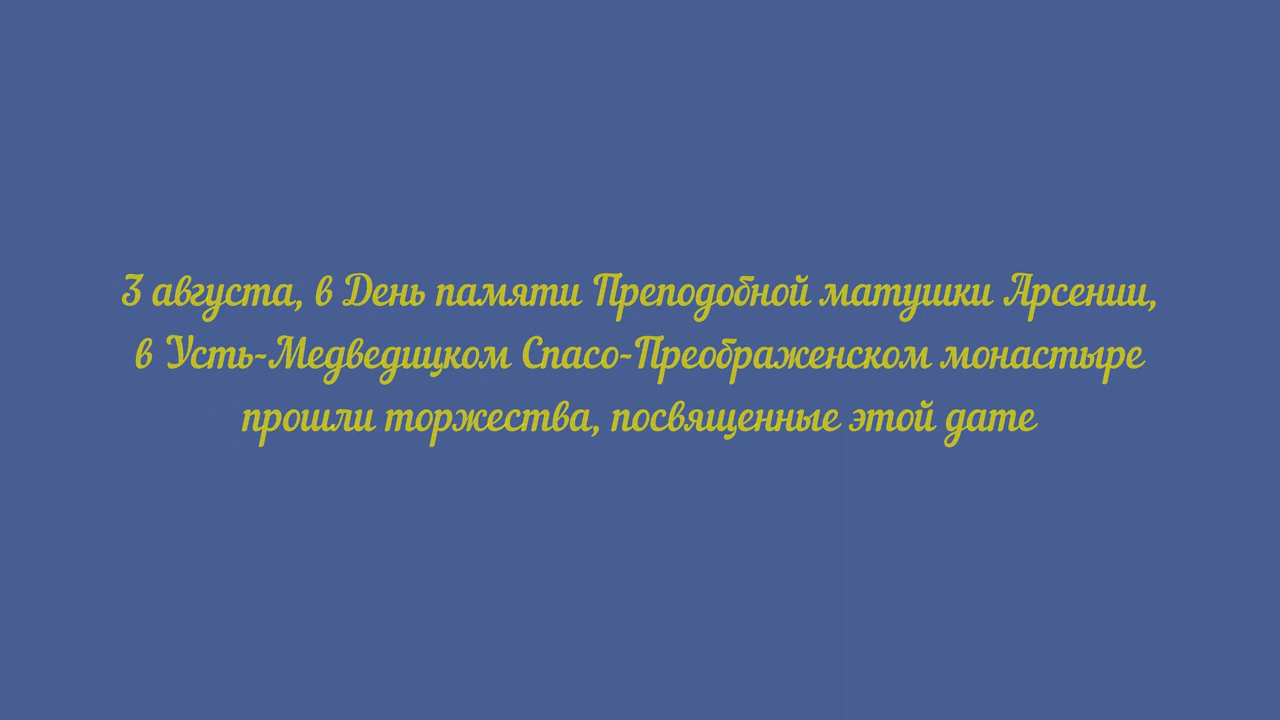 3 августа, в День памяти Преподобной матушки Арсении,
в Усть-Медведицком Спасо-Преображенском монастыре
прошли торжества, посвященные этой дате